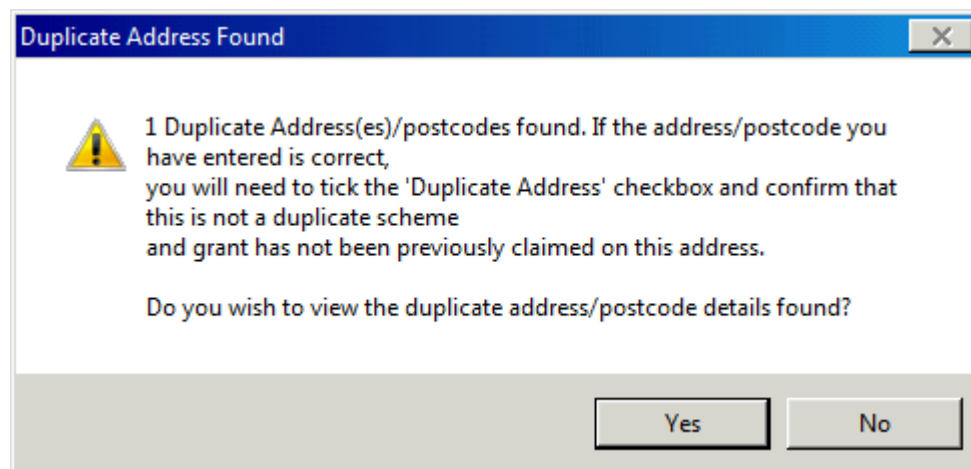 Duplicate Address Found
1 Duplicate Address(es)/postcodes found. If the address/postcode you
have entered is correct,
you will need to tick the 'Duplicate Address' checkbox and confirm that
this is not a duplicate scheme
and grant has not been previously claimed on this address.
Do you wish to view the duplicate address/postcode details found?
Yes
No